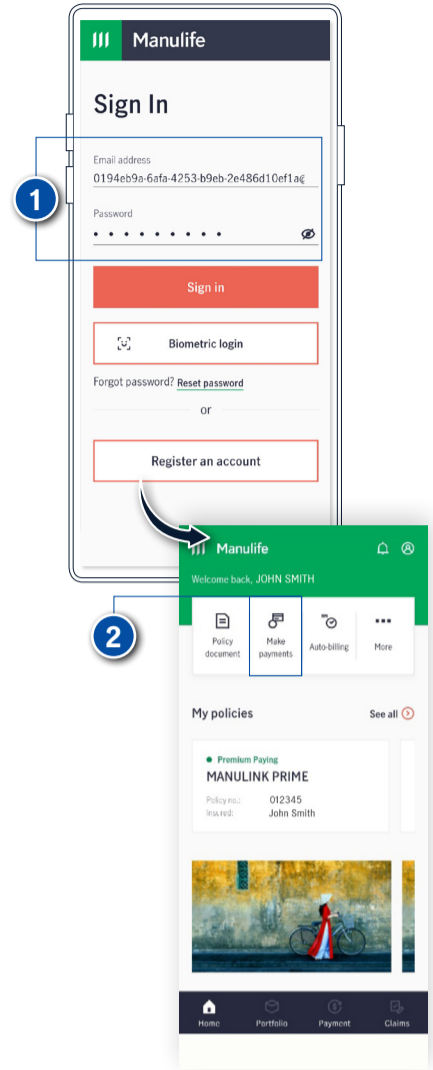 Manulife
Sign In
Email address
0194eb9a-6afa-4253-b9eb-2e486d10ef1a
Password
1
Sign in
Biometric login
Forgot password? Reset password
or
Register an account
Manulife
Welcome back, JOHN SMITH
2
Policy document
Make payments
Auto-billing
More
My policies
See all
Premium Paying
MANULINK PRIME
Policy no.: 012345
Insured: John Smith
Home
Portfolio
Payment
Claims